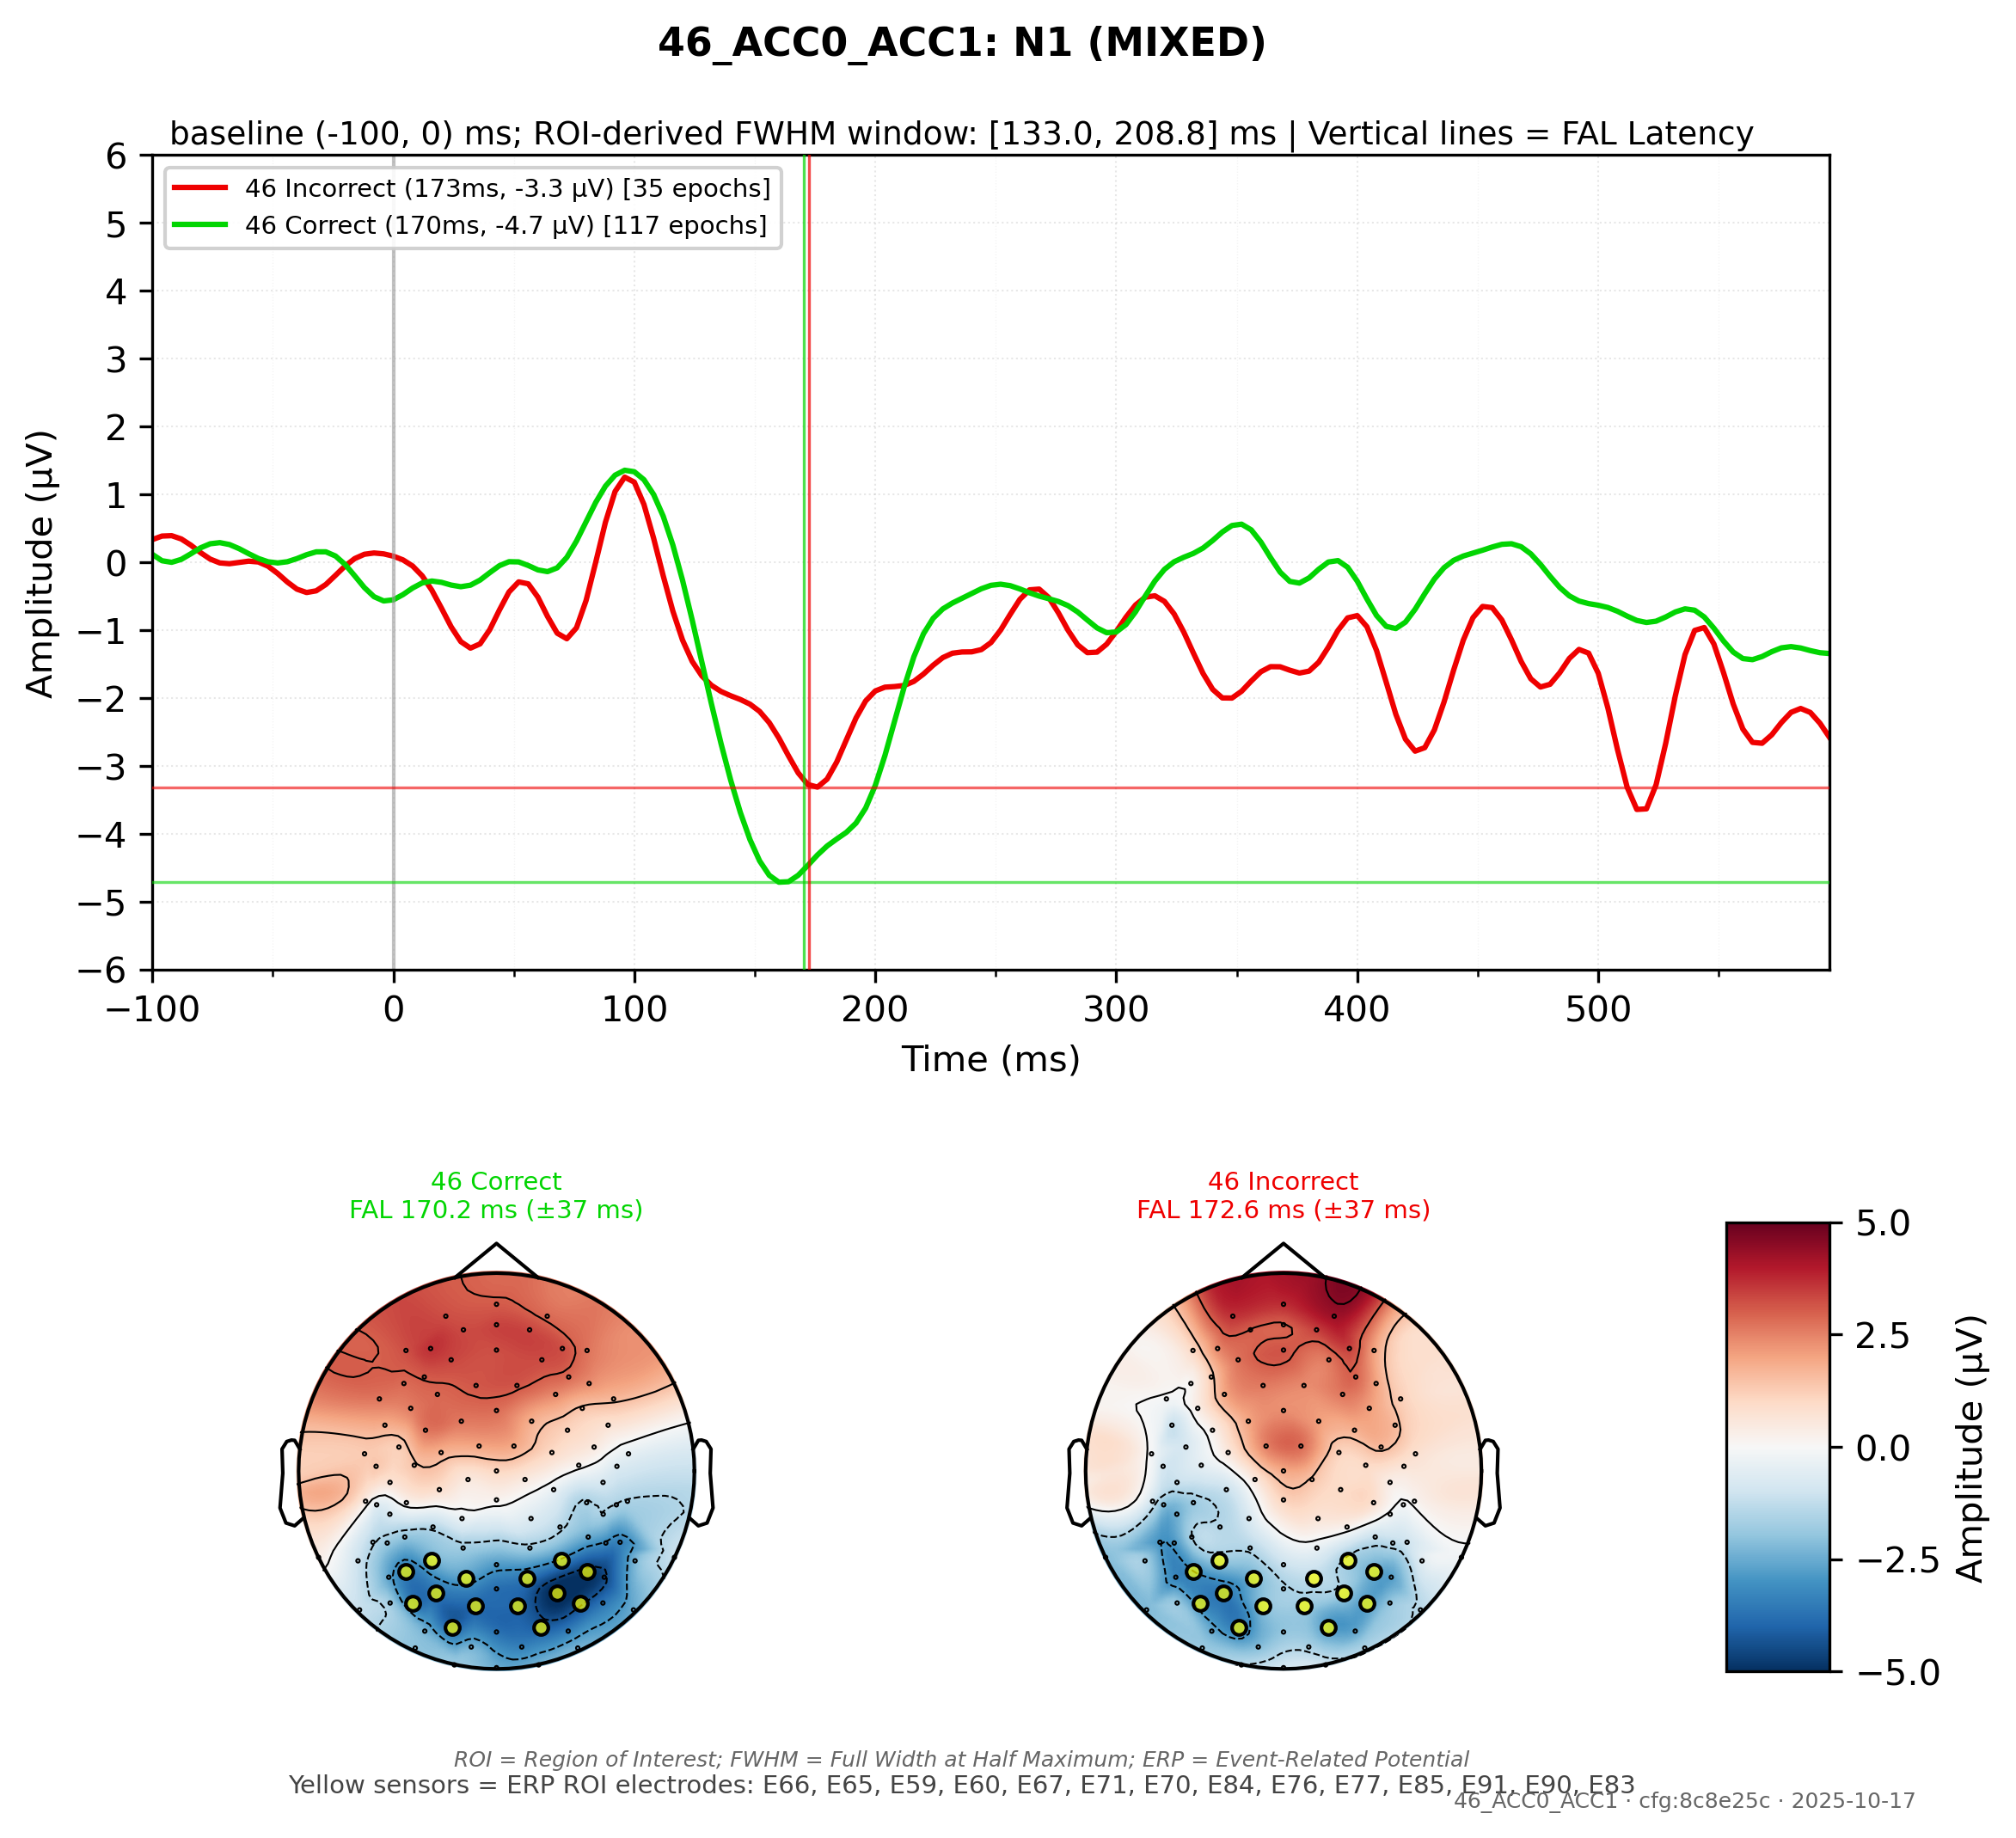 46_ACC0_ACC1: N1 (MIXED)
baseline (-100, 0) ms; ROI-derived FWHM window: [133.0, 208.8] ms | Vertical lines = FAL Latency
46 Incorrect (173ms, -3.3 µV) [35 epochs]
46 Correct (170ms, -4.7 µV) [117 epochs]
Amplitude (µV)
6
5
4
3
2
1
0
−1
−2
−3
−4
−5
−6
−100 0 100 200 300 400 500
Time (ms)
46 Correct
FAL 170.2 ms (±37 ms)
46 Incorrect
FAL 172.6 ms (±37 ms)
5.0
2.5
0.0
−2.5
−5.0
Amplitude (µV)
ROI = Region of Interest; FWHM = Full Width at Half Maximum; ERP = Event-Related Potential
Yellow sensors = ERP ROI electrodes: E66, E65, E59, E60, E67, E71, E70, E84, E76, E77, E85, E91, E90, E83
46_ACC0_ACC1 · cfg:8c8e25c · 2025-10-17